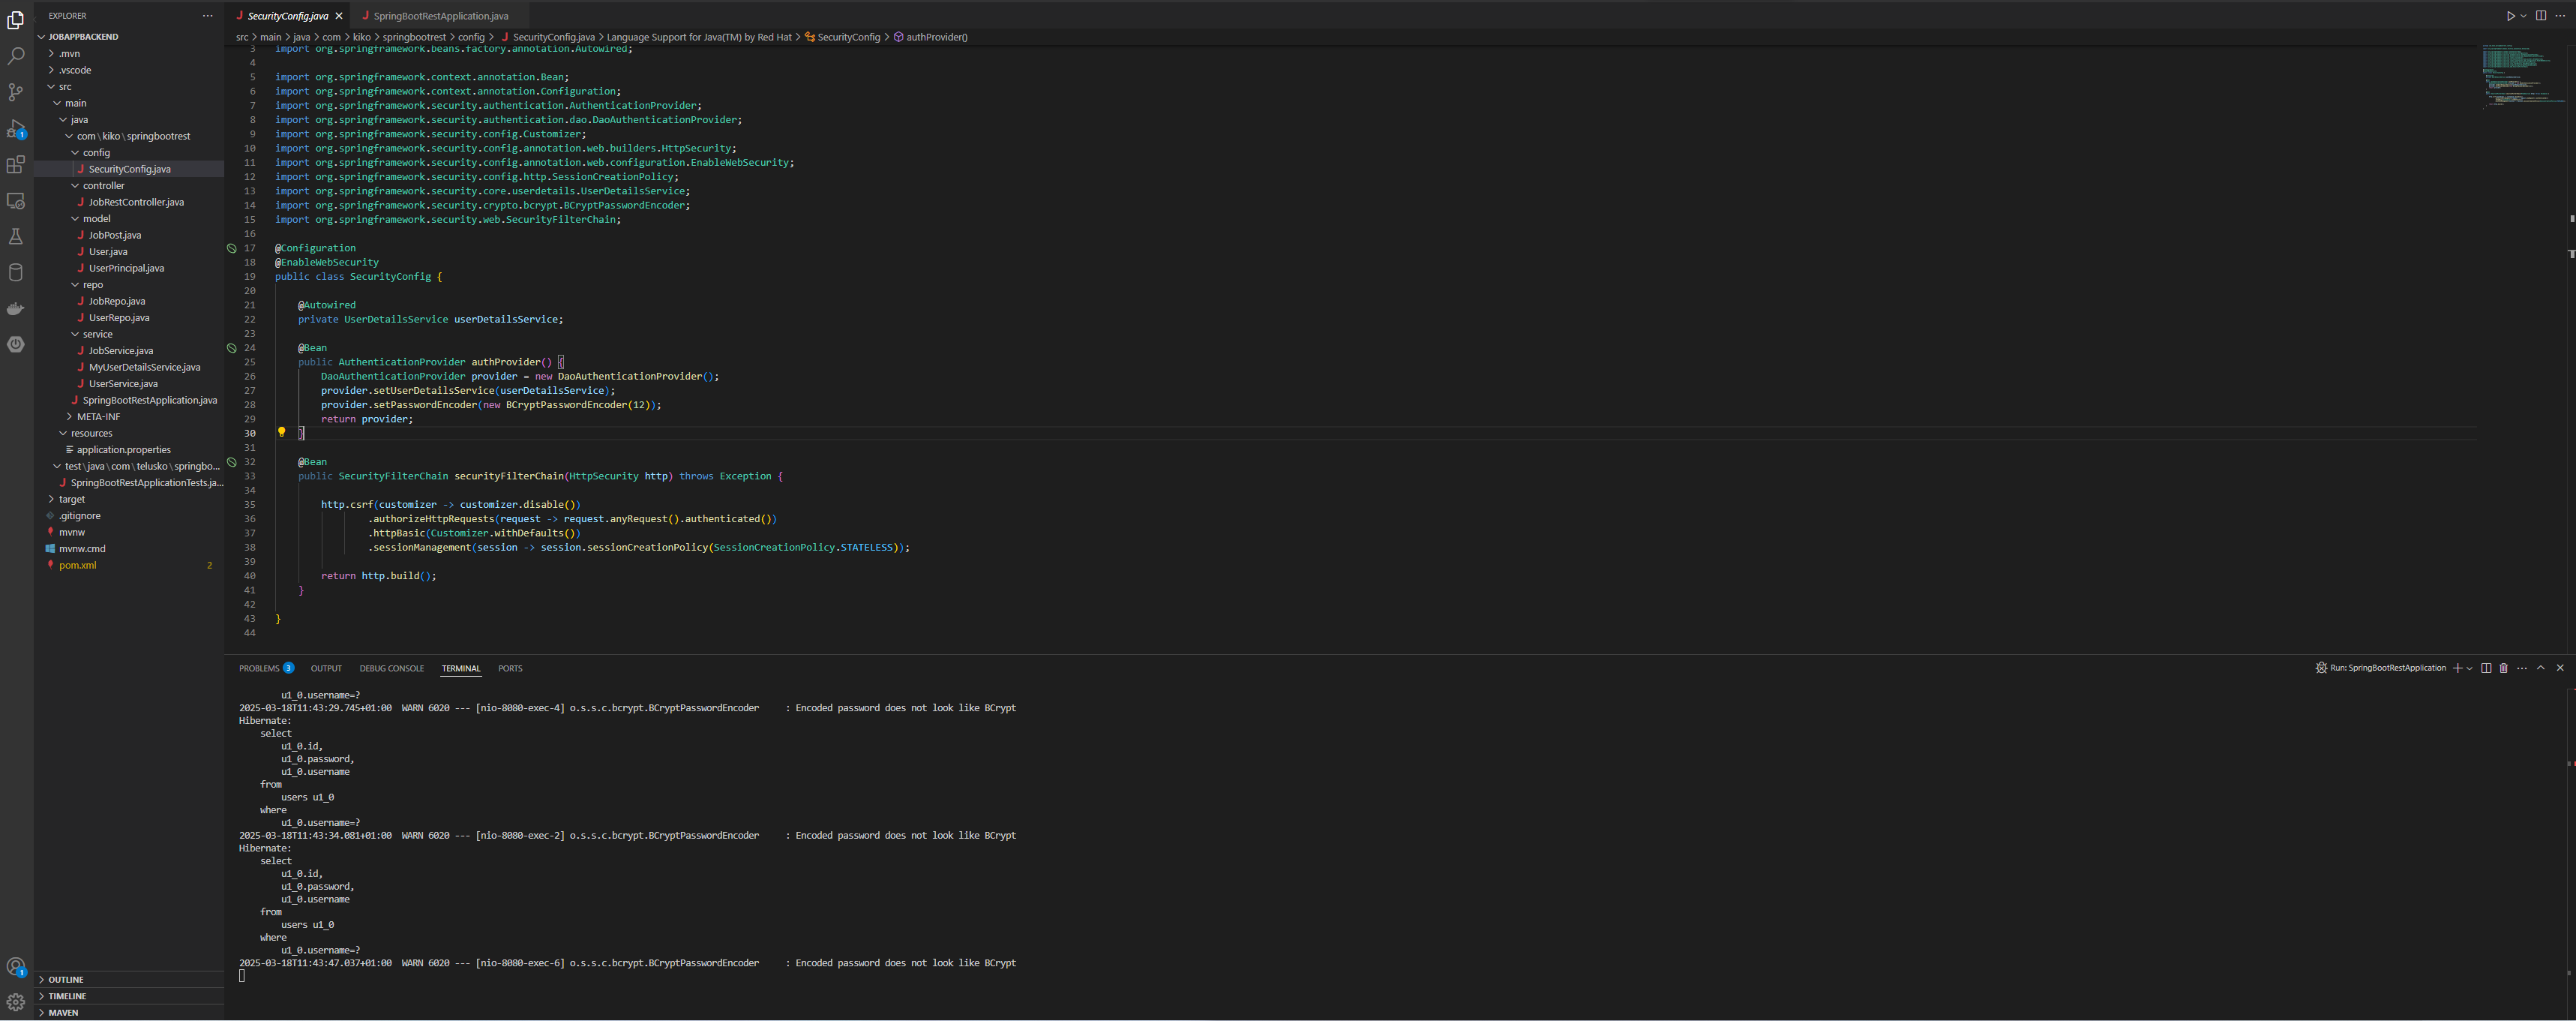 EXPLORER
JOBAPPBACKEND
.mvn
.vscode
src
main
java
com\kiko\springbootrest
config
SecurityConfig.java
controller
JobRestController.java
model
JobPost.java
User.java
UserPrincipal.java
repo
JobRepo.java
UserRepo.java
service
JobService.java
MyUserDetailsService.java
UserService.java
SpringBootRestApplication.java
META-INF
resources
application.properties
test\java\com\telusko\springbo...
SpringBootRestApplicationTests.ja...
target
.gitignore
mvnw
mvnw.cmd
pom.xml 2
OUTLINE
TIMELINE
MAVEN
1
1
SecurityConfig.java
SpringBootRestApplication.java
src > main > java > com > kiko > springbootrest > config > SecurityConfig.java > Language Support for Java(TM) by Red Hat > SecurityConfig > authProvider()
3 import org.springframework.beans.factory.annotation.Autowired;
4
5 import org.springframework.context.annotation.Bean;
6 import org.springframework.context.annotation.Configuration;
7 import org.springframework.security.authentication.AuthenticationProvider;
8 import org.springframework.security.authentication.dao.DaoAuthenticationProvider;
9 import org.springframework.security.config.Customizer;
10 import org.springframework.security.config.annotation.web.builders.HttpSecurity;
11 import org.springframework.security.config.annotation.web.configuration.EnableWebSecurity;
12 import org.springframework.security.config.http.SessionCreationPolicy;
13 import org.springframework.security.core.userdetails.UserDetailsService;
14 import org.springframework.security.crypto.bcrypt.BCryptPasswordEncoder;
15 import org.springframework.security.web.SecurityFilterChain;
16
17 @Configuration
18 @EnableWebSecurity
19 public class SecurityConfig {
20
21 @Autowired
22 private UserDetailsService userDetailsService;
23
24 @Bean
25 public AuthenticationProvider authProvider() {
26 DaoAuthenticationProvider provider = new DaoAuthenticationProvider();
27 provider.setUserDetailsService(userDetailsService);
28 provider.setPasswordEncoder(new BCryptPasswordEncoder(12));
29 return provider;
30 }
31
32 @Bean
33 public SecurityFilterChain securityFilterChain(HttpSecurity http) throws Exception {
34
35 http.csrf(customizer -> customizer.disable())
36 .authorizeHttpRequests(request -> request.anyRequest().authenticated())
37 .httpBasic(Customizer.withDefaults())
38 .sessionManagement(session -> session.sessionCreationPolicy(SessionCreationPolicy.STATELESS));
39
40 return http.build();
41 }
42
43 }
44
PROBLEMS 3 OUTPUT DEBUG CONSOLE TERMINAL PORTS
Run: SpringBootRestApplication
u1_0.username=?
2025-03-18T11:43:29.745+01:00 WARN 6020 --- [nio-8080-exec-4] o.s.s.c.bcrypt.BCryptPasswordEncoder : Encoded password does not look like BCrypt
Hibernate:
select
u1_0.id,
u1_0.password,
u1_0.username
from
users u1_0
where
u1_0.username=?
2025-03-18T11:43:34.081+01:00 WARN 6020 --- [nio-8080-exec-2] o.s.s.c.bcrypt.BCryptPasswordEncoder : Encoded password does not look like BCrypt
Hibernate:
select
u1_0.id,
u1_0.password,
u1_0.username
from
users u1_0
where
u1_0.username=?
2025-03-18T11:43:47.037+01:00 WARN 6020 --- [nio-8080-exec-6] o.s.s.c.bcrypt.BCryptPasswordEncoder : Encoded password does not look like BCrypt